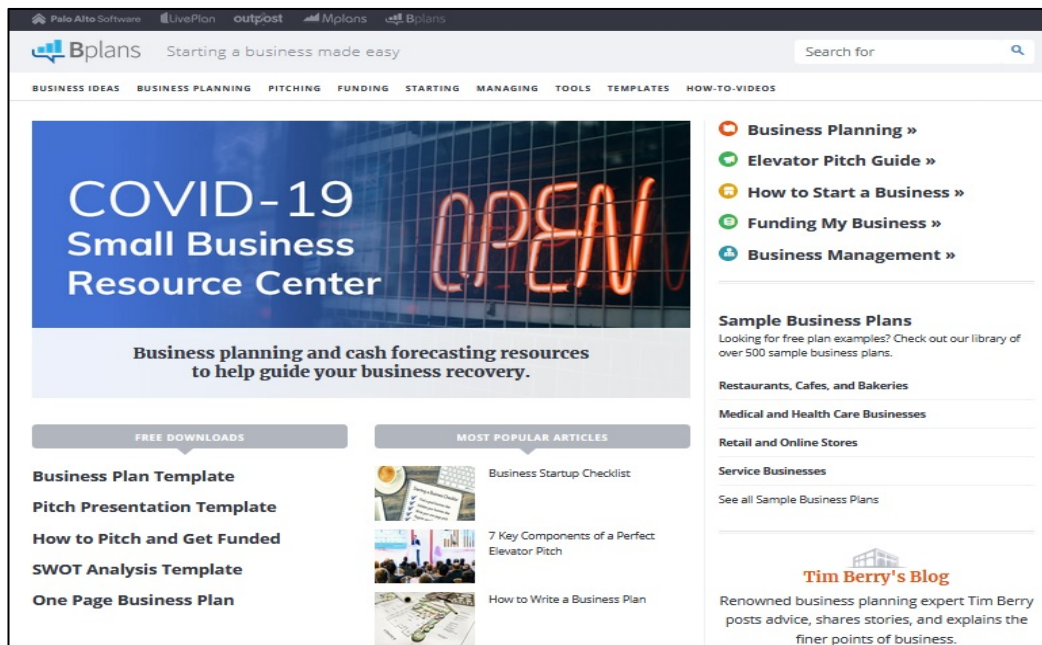 Palo Alto Software LivePlan outpost Mplans Bplans
Bplans Starting a business made easy
Search for
BUSINESS IDEAS BUSINESS PLANNING PITCHING FUNDING STARTING MANAGING TOOLS TEMPLATES HOW-TO-VIDEOS
COVID-19
Small Business
Resource Center
OPEN
Business planning and cash forecasting resources
to help guide your business recovery.
FREE DOWNLOADS
Business Plan Template
Pitch Presentation Template
How to Pitch and Get Funded
SWOT Analysis Template
One Page Business Plan
MOST POPULAR ARTICLES
Business Startup Checklist
7 Key Components of a Perfect
Elevator Pitch
How to Write a Business Plan
Business Planning »
Elevator Pitch Guide »
How to Start a Business »
Funding My Business »
Business Management »
Sample Business Plans
Looking for free plan examples? Check out our library of
over 500 sample business plans.
Restaurants, Cafes, and Bakeries
Medical and Health Care Businesses
Retail and Online Stores
Service Businesses
See all Sample Business Plans
Tim Berry's Blog
Renowned business planning expert Tim Berry
posts advice, shares stories, and explains the
finer points of business.